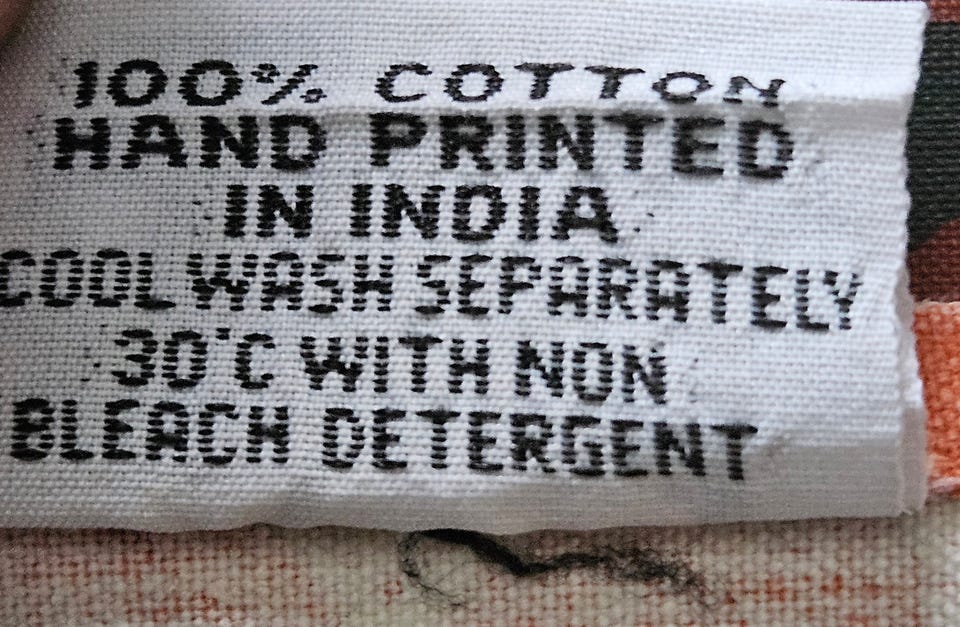 100% COTTON
HAND PRINTED
IN INDIA
COOL WASH SEPARATELY
30°C WITH NON
BLEACH DETERGENT